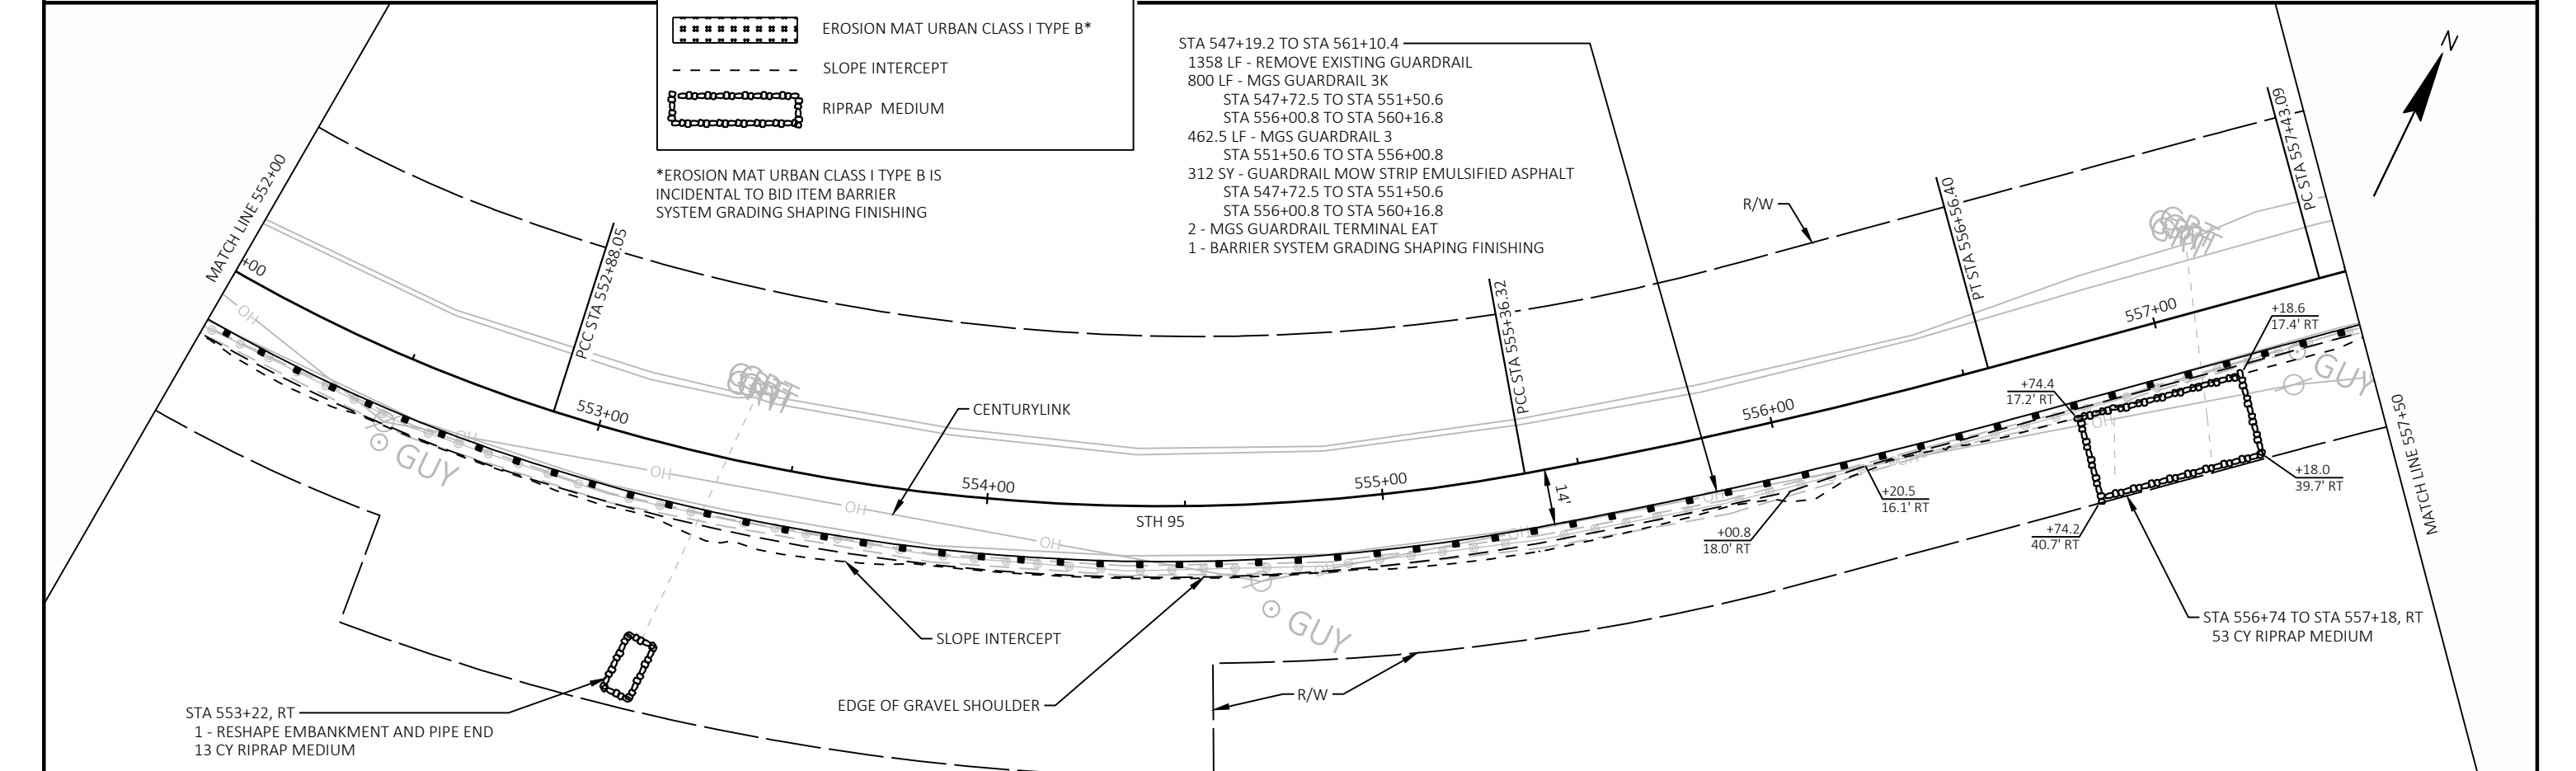 EROSION MAT URBAN CLASS I TYPE B*
SLOPE INTERCEPT
RIPRAP MEDIUM
*EROSION MAT URBAN CLASS I TYPE B IS
INCIDENTAL TO BID ITEM BARRIER
SYSTEM GRADING SHAPING FINISHING
STA 547+19.2 TO STA 561+10.4
1358 LF - REMOVE EXISTING GUARDRAIL
800 LF - MGS GUARDRAIL 3K
STA 547+72.5 TO STA 551+50.6
STA 556+00.8 TO STA 560+16.8
462.5 LF - MGS GUARDRAIL 3
STA 551+50.6 TO STA 556+00.8
312 SY - GUARDRAIL MOW STRIP EMULSIFIED ASPHALT
STA 547+72.5 TO STA 551+50.6
STA 556+00.8 TO STA 560+16.8
2 - MGS GUARDRAIL TERMINAL EAT
1 - BARRIER SYSTEM GRADING SHAPING FINISHING
N
R/W
MATCH LINE 552+00
+00
PCC STA 552+88.05
PCC STA 555+36.32
PT STA 556+56.40
PC STA 557+43.09
OH
OH
OH
OH
OH
OH
OH
OH
OH
OH
553+00
554+00
555+00
556+00
557+00
STH 95
CENTURYLINK
14'
GUY
GUY
GUY
+18.6
17.4' RT
+74.4
17.2' RT
+20.5
16.1' RT
+00.8
18.0' RT
+74.2
40.7' RT
+18.0
39.7' RT
MATCH LINE 557+50
SLOPE INTERCEPT
EDGE OF GRAVEL SHOULDER
R/W
STA 553+22, RT
1 - RESHAPE EMBANKMENT AND PIPE END
13 CY RIPRAP MEDIUM
STA 556+74 TO STA 557+18, RT
53 CY RIPRAP MEDIUM